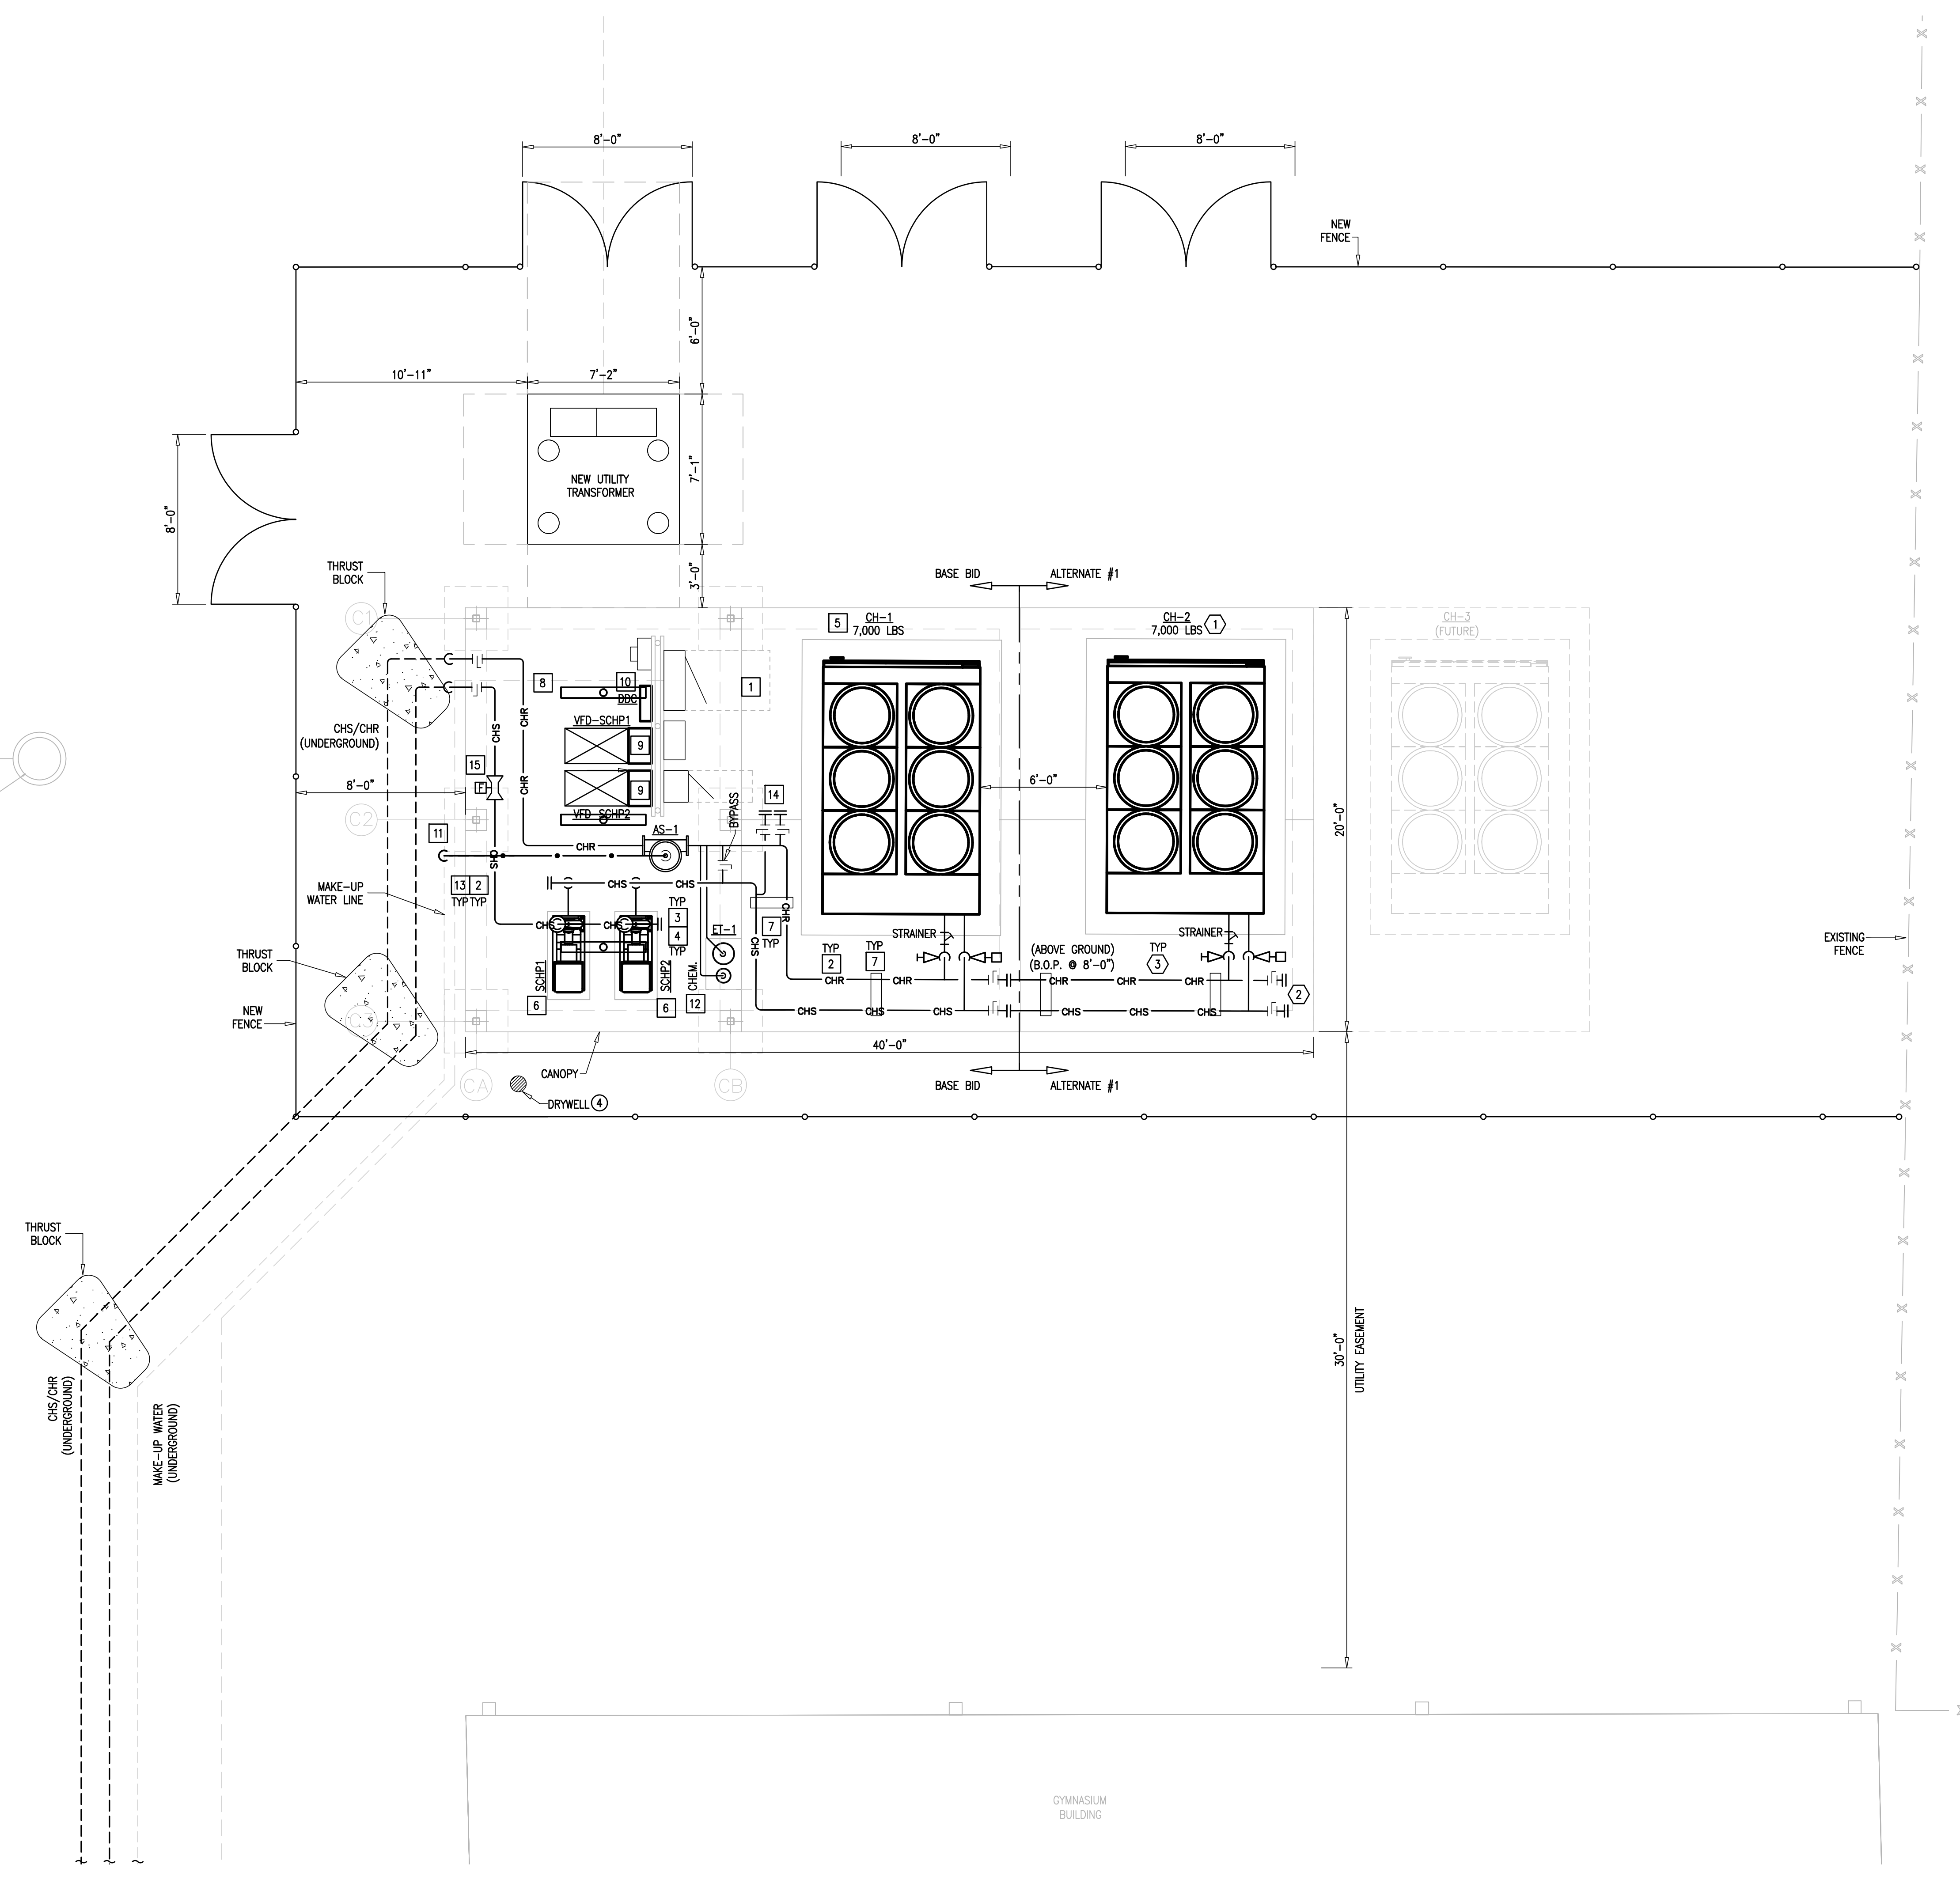 8'-0"
8'-0"
8'-0"
NEW
FENCE
6'-0"
10'-11"
7'-2"
7'-1"
NEW UTILITY
TRANSFORMER
8'-0"
3'-0"
THRUST
BLOCK
BASE BID
ALTERNATE #1
C1
5
CH-1
7,000 LBS
CH-2
7,000 LBS
1
CH-3
(FUTURE)
8
10
DDC
1
CHR
CHS
CHS/CHR
(UNDERGROUND)
VFD-SCHP1
9
15
F
CHR
8'-0"
9
VFD-SCHP2
14
BYPASS
6'-0"
20'-0"
C2
11
AS-1
CHR
CHS
CHS
CHS
13
2
TYP
TYP
MAKE-UP
WATER LINE
TYP
3
4
TYP
CHR
CHS
CHS
ET-1
7
TYP
CHS
STRAINER
STRAINER
THRUST
BLOCK
SCHP1
SCHP2
CHEM.
TYP
2
TYP
7
(ABOVE GROUND)
(B.O.P. @ 8'-0")
TYP
3
EXISTING
FENCE
CHR
CHR
CHR
CHR
CHR
6
6
12
2
CHS
CHS
CHS
CHS
CHS
CHS
NEW
FENCE
C3
40'-0"
CANOPY
CA
CB
BASE BID
ALTERNATE #1
DRYWELL
4
THRUST
BLOCK
30'-0"
UTILITY EASEMENT
CHS/CHR
(UNDERGROUND)
MAKE-UP WATER
(UNDERGROUND)
GYMNASIUM
BUILDING